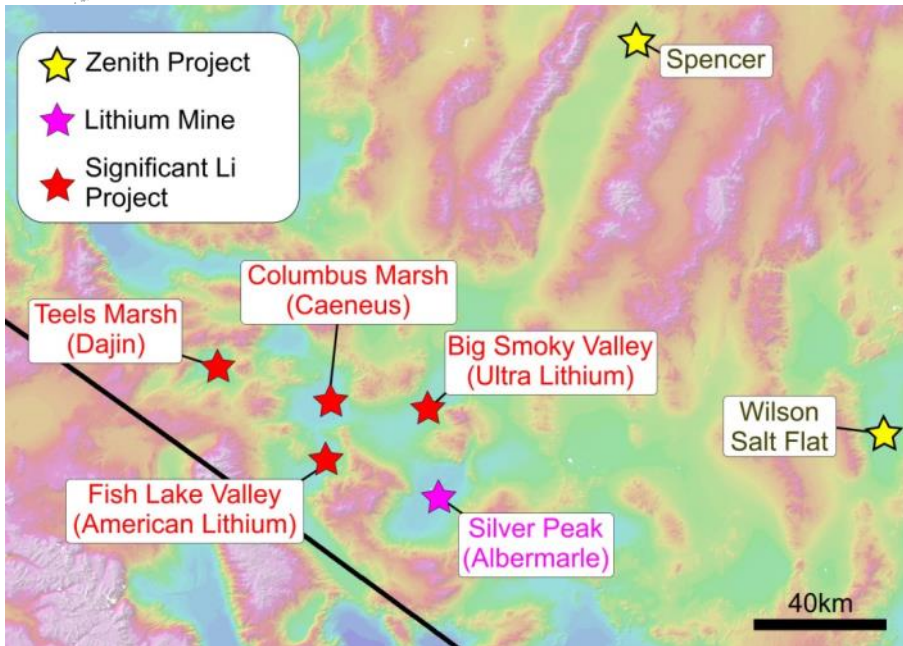 Zenith Project
Lithium Mine
Significant Li
Project
Spencer
Columbus Marsh
(Caeneus)
Teels Marsh
(Dajin)
Big Smoky Valley
(Ultra Lithium)
Wilson
Salt Flat
Fish Lake Valley
(American Lithium)
Silver Peak
(Albermarle)
40km